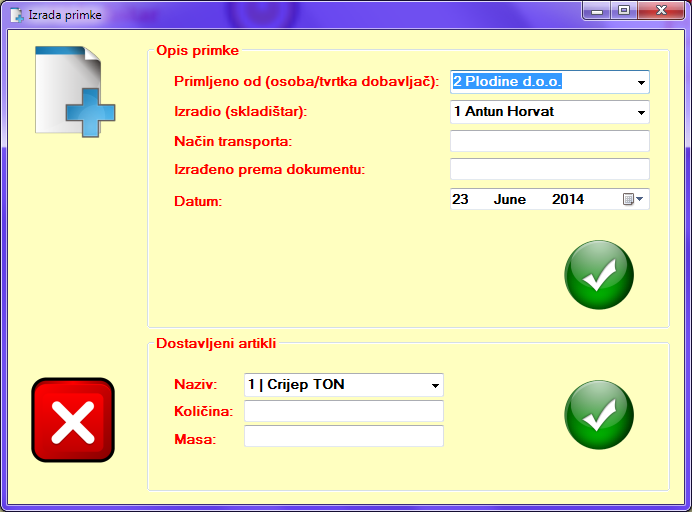 Izrada primke
Opis primke
Primljeno od (osoba/tvrtka dobavljač): 2 Plodine d.o.o.
Izradio (skladištar): 1 Antun Horvat
Način transporta:
Izrađeno prema dokumentu:
Datum: 23 June 2014
Dostavljeni artikli
Naziv: 1 | Crijep TON
Količina:
Masa: